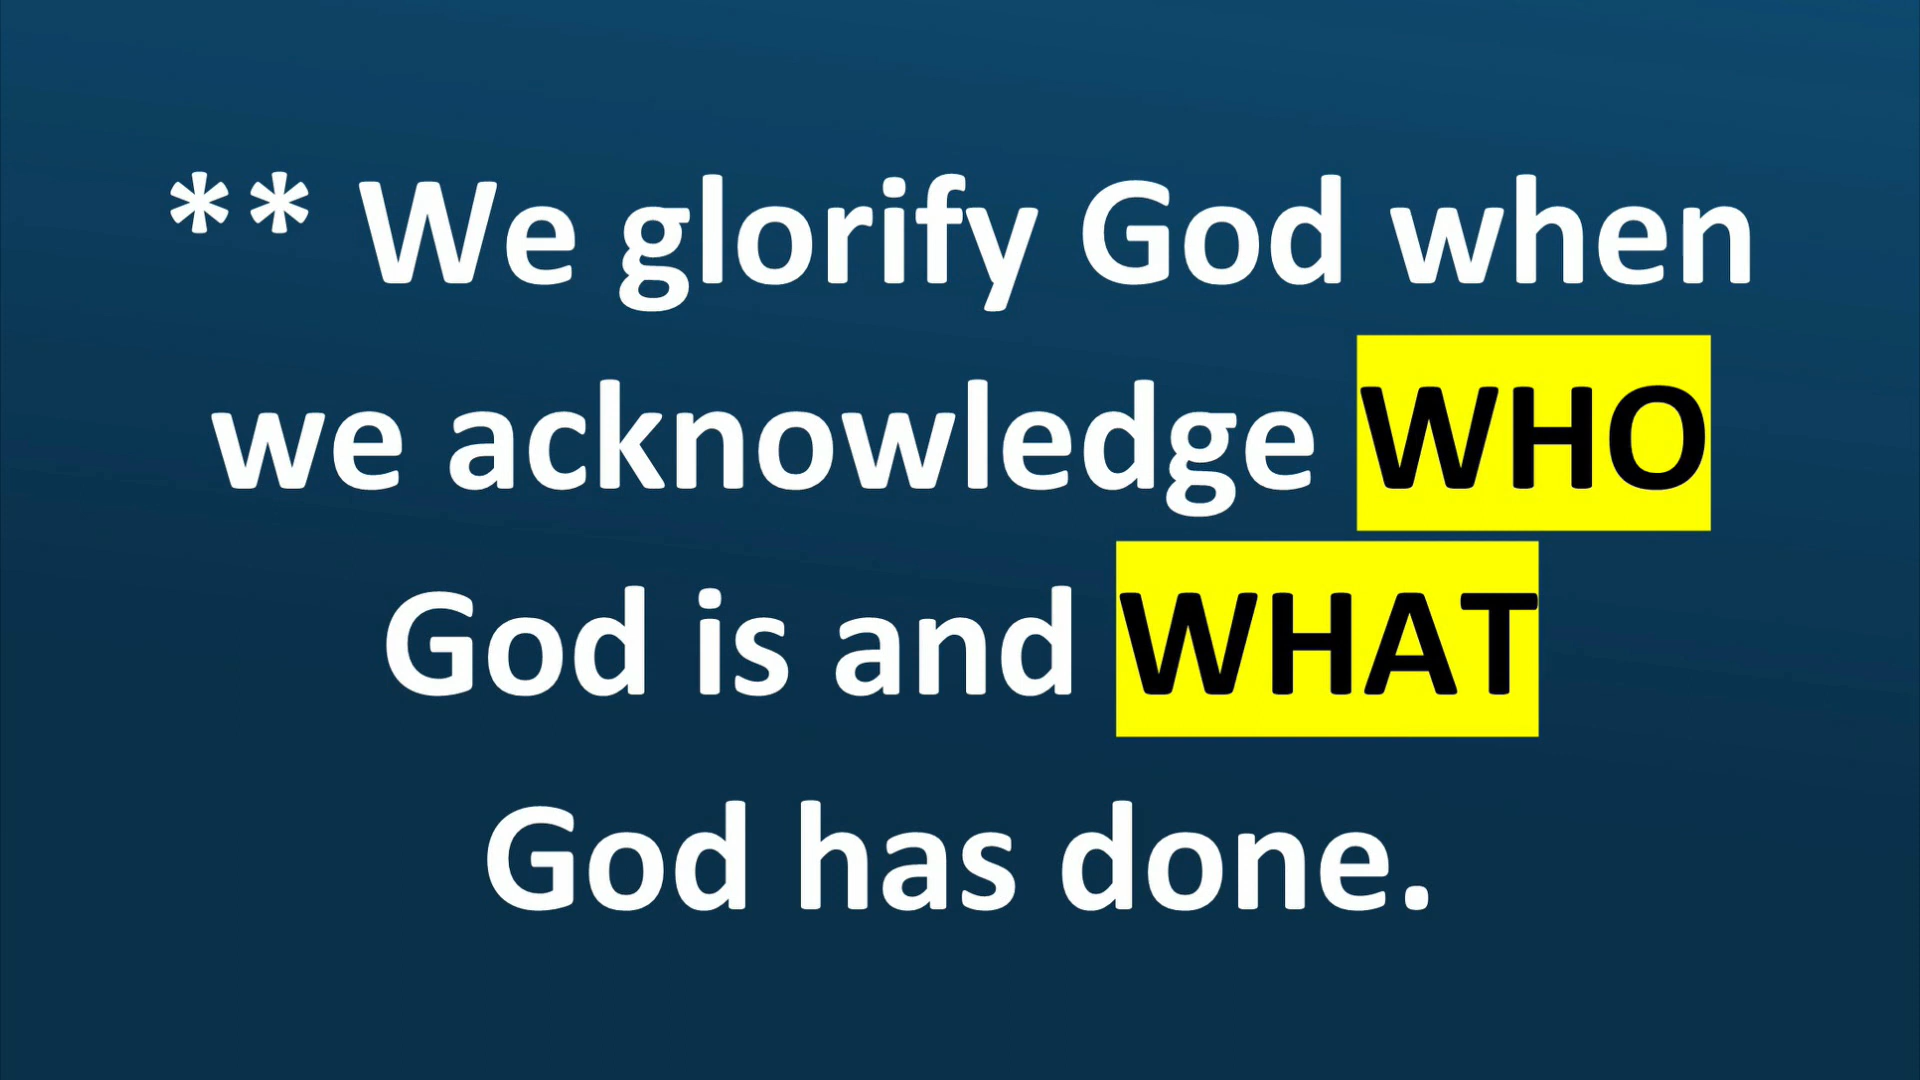 ** We glorify God when
we acknowledge WHO
God is and WHAT
God has done.